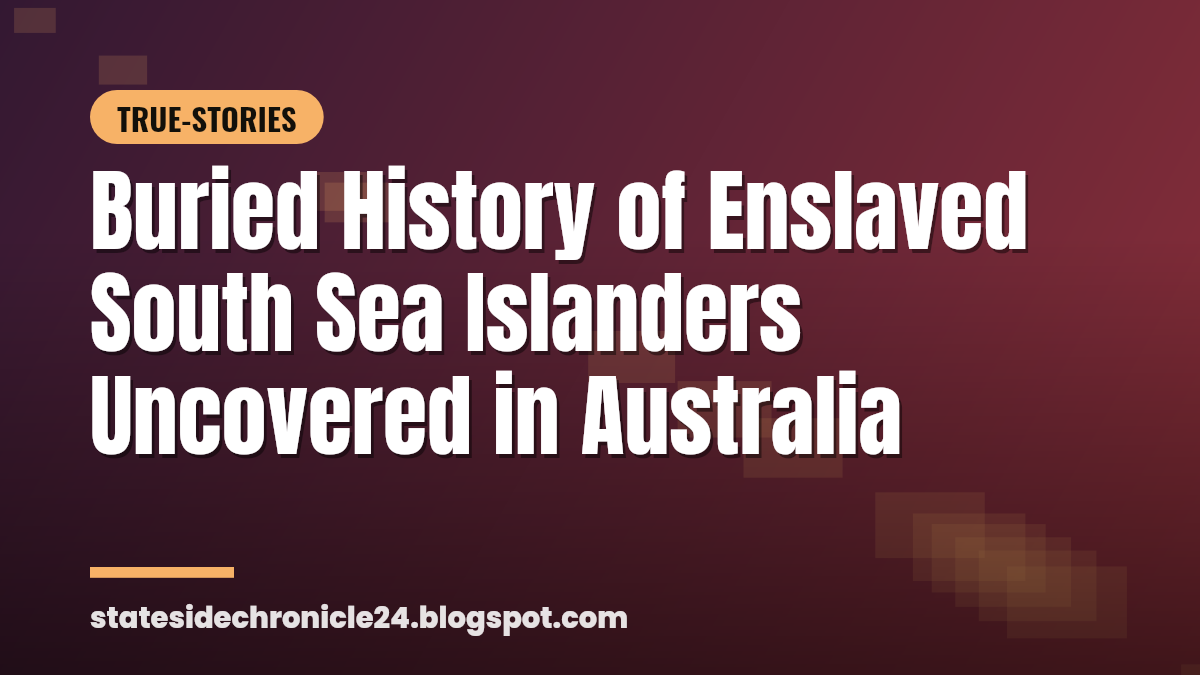 TRUE-STORIES
Buried History of Enslaved
South Sea Islanders
Uncovered in Australia
statesidechronicle24.blogspot.com